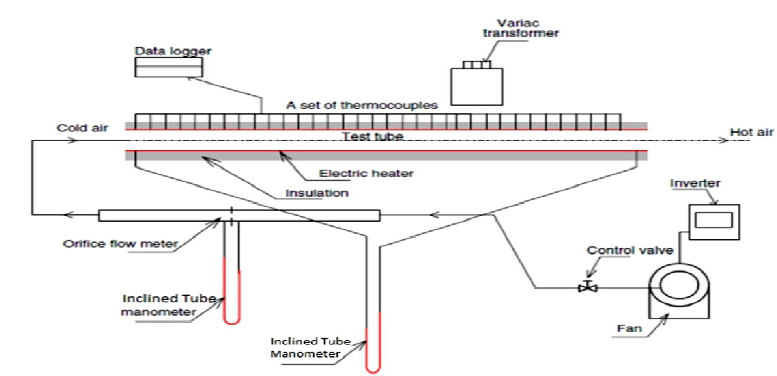 Variac
transformer
Data logger
A set of thermocouples
Cold air
Test tube
Hot air
Electric heater
Insulation
Inverter
Orifice flow meter
Control valve
Inclined Tube
manometer
Fan
Inclined Tube
Manometer